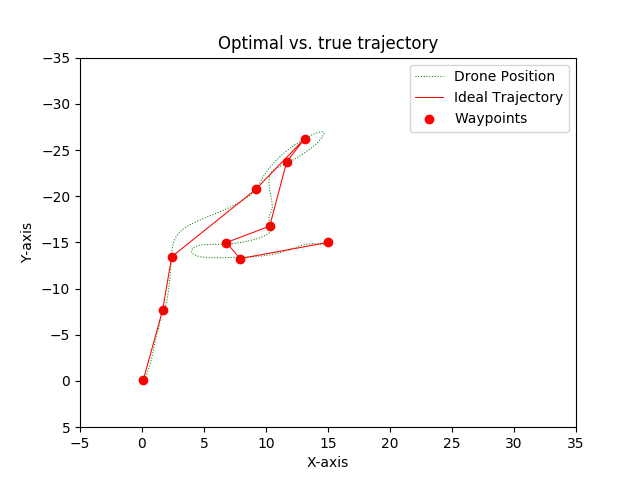 Optimal vs. true trajectory
Drone Position
Ideal Trajectory
Waypoints
Y-axis
−35
−30
−25
−20
−15
−10
−5
0
5
−5 0 5 10 15 20 25 30 35
X-axis